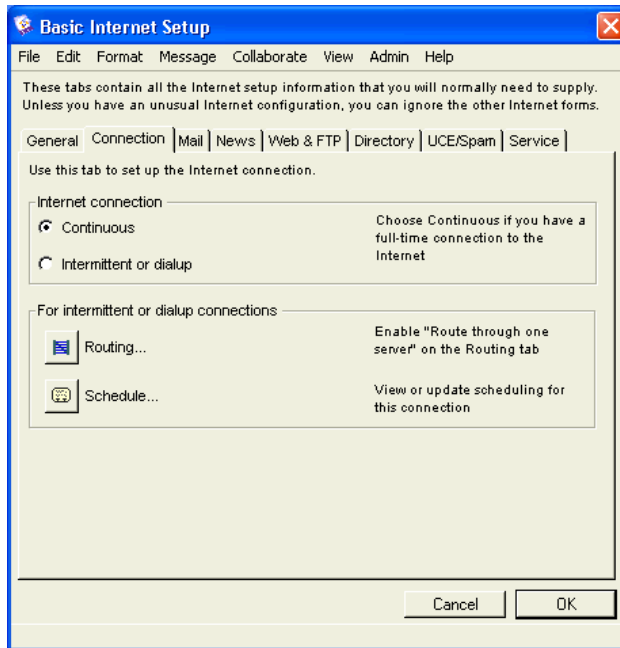 Basic Internet Setup
File Edit Format Message Collaborate View Admin Help
These tabs contain all the Internet setup information that you will normally need to supply.
Unless you have an unusual Internet configuration, you can ignore the other Internet forms.
General Connection Mail News Web & FTP Directory UCE/Spam Service
Use this tab to set up the Internet connection.
Internet connection
Continuous
Choose Continuous if you have a
full-time connection to the
Internet
Intermittent or dialup
For intermittent or dialup connections
Routing...
Enable "Route through one
server" on the Routing tab
Schedule...
View or update scheduling for
this connection
Cancel OK